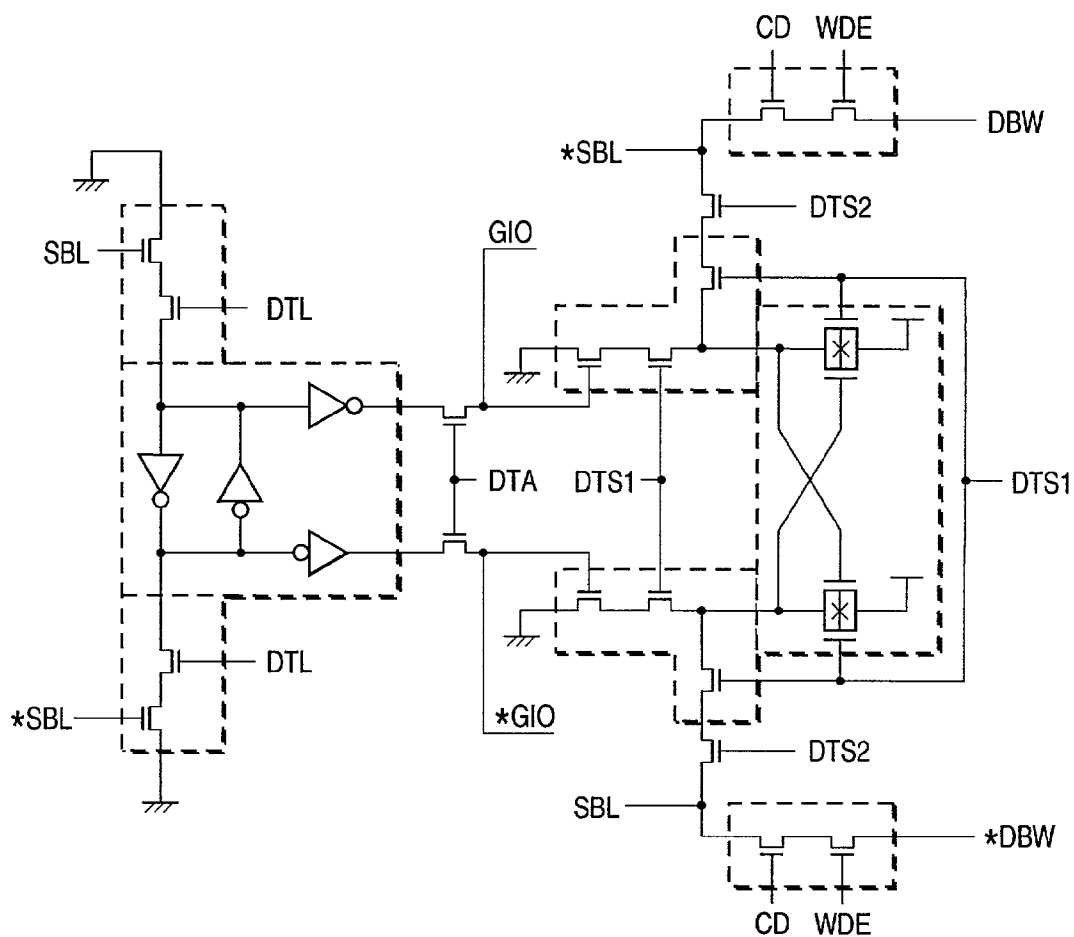 CD WDE
DBW
*SBL
DTS2
SBL
GIO
DTL
DTA
DTS1
DTS1
DTL
*SBL
*GIO
DTS2
SBL
*DBW
CD WDE